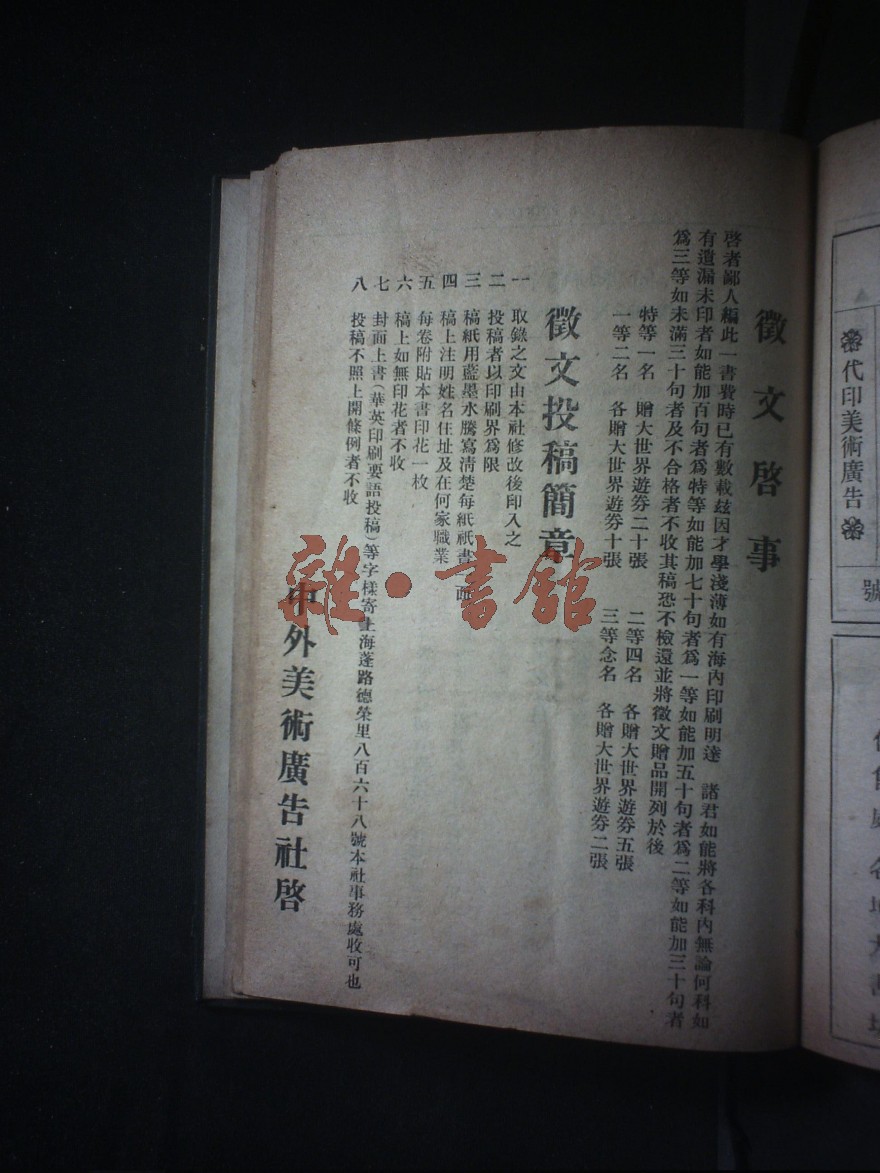 徵文啓事
啓者鄙人編此一書費時已有數載玆因才學淺薄如有海內印刷明達　諸君如能將各科內無論何科如
有遺漏未印者如能加百句者爲特等如能加七十句者爲一等如能加五十句者爲二等如能加三十句者
爲三等如未滿三十句者及不合格者不收其稿恐不檢還並將徵文贈品開列於後
特等一名　贈大世界遊券二十張　二等四名　各贈大世界遊券五張
一等二名　各贈大世界遊券十張　三等念名　各贈大世界遊券二張
徵文投稿簡章
一　取錄之文由本社修改後印入之
二　投稿者以印刷界爲限
三　稿紙用藍墨水騰寫清楚每紙祇書一面
四　稿上注明姓名住址及在何家職業
五　每卷附貼本書印花一枚
六　稿上如無印花者不收
七　封面上書（華英印刷要語投稿）等字樣寄上海蓬路德榮里八百六十八號本社事務處收可也
八　投稿不照上開條例者不收
中外美術廣告社啓
雜·書館
代印美術廣告
號